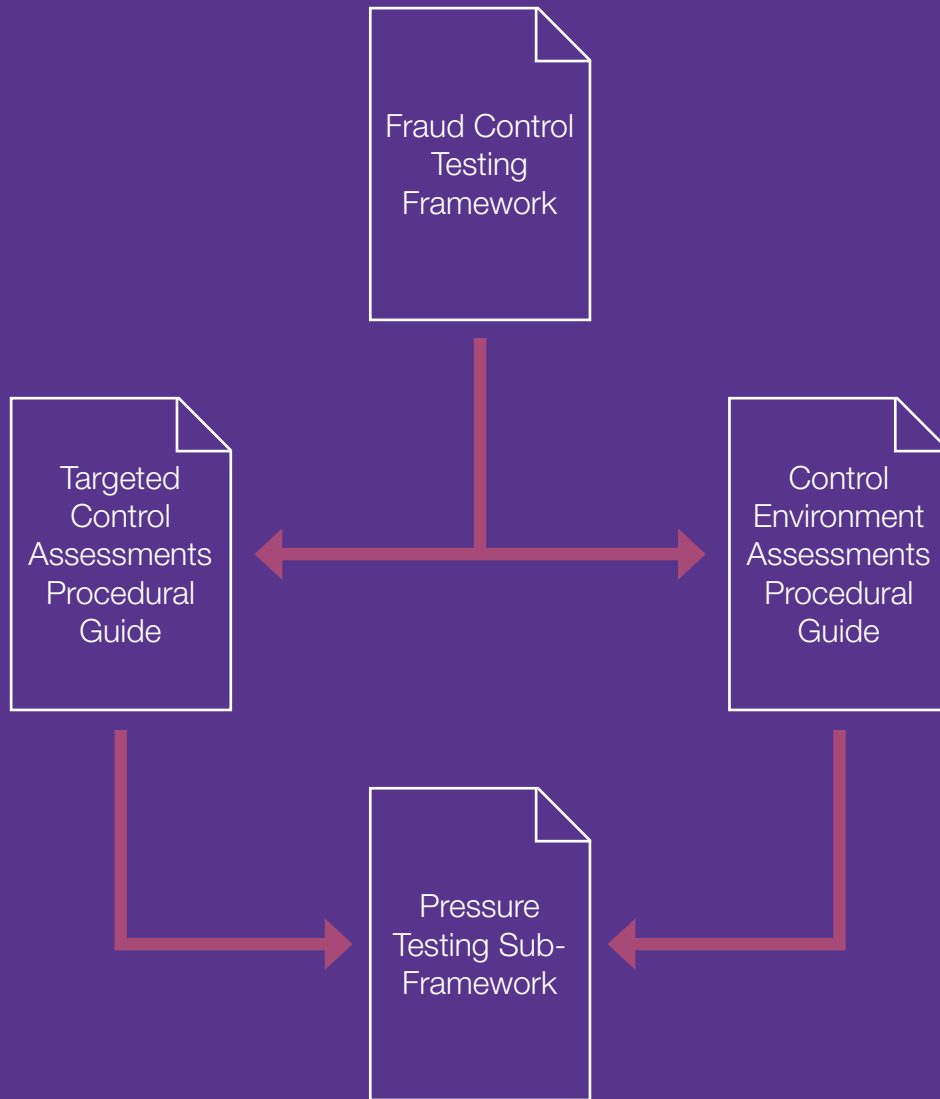 Fraud Control
Testing
Framework
Targeted
Control
Assessments
Procedural
Guide
Control
Environment
Assessments
Procedural
Guide
Pressure
Testing Sub-
Framework